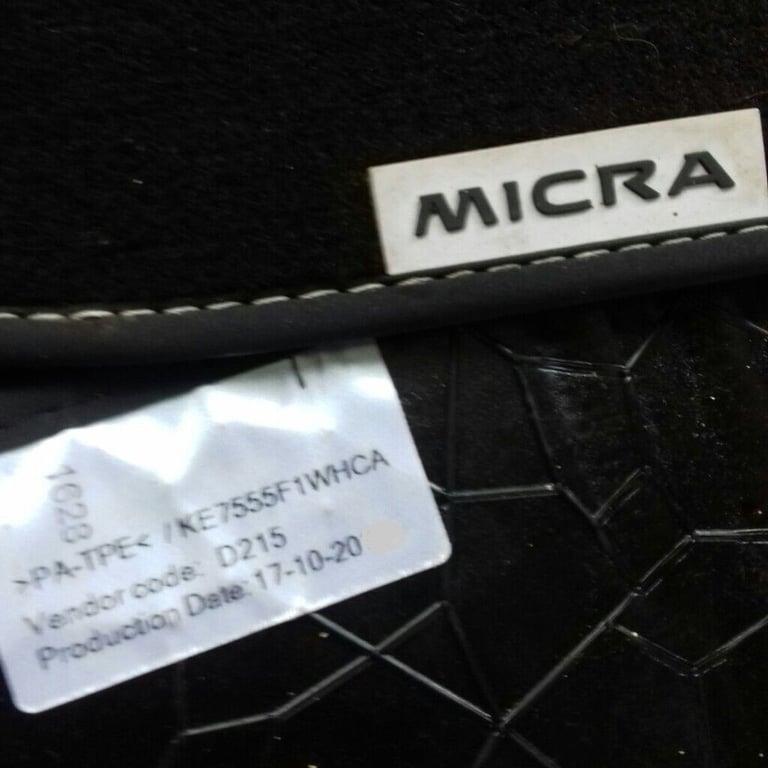 MICRA
1628
>PA-TPE< / KE7555F1WHCA
Vendor code: D215
Production Date: 17-10-20